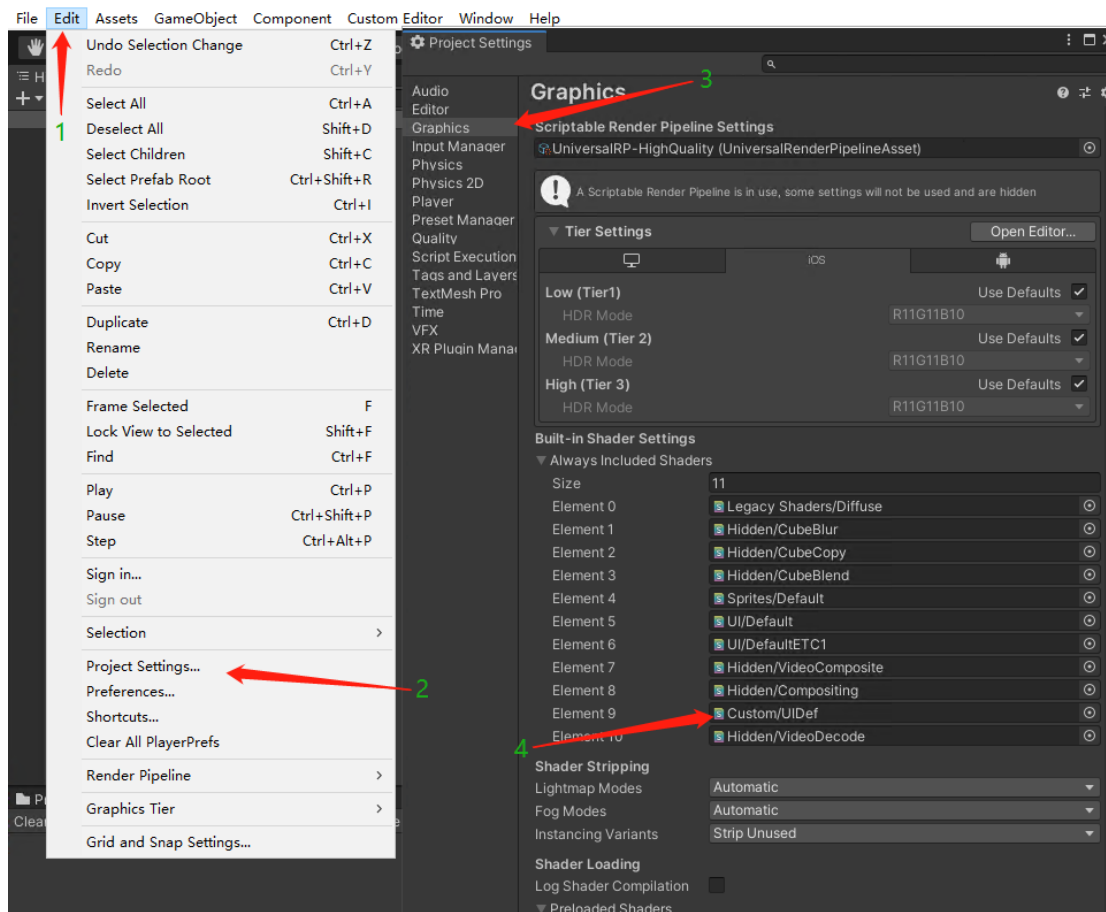 File Edit Assets GameObject Component Custom Editor Window Help
Undo Selection Change Ctrl+Z
Redo Ctrl+Y
Select All Ctrl+A
Deselect All Shift+D
Select Children Shift+C
Select Prefab Root Ctrl+Shift+R
Invert Selection Ctrl+I
Cut Ctrl+X
Copy Ctrl+C
Paste Ctrl+V
Duplicate Ctrl+D
Rename
Delete
Frame Selected F
Lock View to Selected Shift+F
Find Ctrl+F
Play Ctrl+P
Pause Ctrl+Shift+P
Step Ctrl+Alt+P
Sign in...
Sign out
Selection
Project Settings...
Preferences...
Shortcuts...
Clear All PlayerPrefs
Render Pipeline
Graphics Tier
Grid and Snap Settings...
1
2
3
4
Project Settings
Audio
Editor
Graphics
Input Manager
Physics
Physics 2D
Player
Preset Manager
Quality
Script Execution
Tags and Layers
TextMesh Pro
Time
VFX
XR Plugin Mana
Graphics
Scriptable Render Pipeline Settings
UniversalRP-HighQuality (UniversalRenderPipelineAsset)
A Scriptable Render Pipeline is in use, some settings will not be used and are hidden
Tier Settings Open Editor...
iOS
Low (Tier1) Use Defaults
HDR Mode R11G11B10
Medium (Tier 2) Use Defaults
HDR Mode R11G11B10
High (Tier 3) Use Defaults
HDR Mode R11G11B10
Built-in Shader Settings
Always Included Shaders
Size 11
Element 0 Legacy Shaders/Diffuse
Element 1 Hidden/CubeBlur
Element 2 Hidden/CubeCopy
Element 3 Hidden/CubeBlend
Element 4 Sprites/Default
Element 5 UI/Default
Element 6 UI/DefaultETC1
Element 7 Hidden/VideoComposite
Element 8 Hidden/Compositing
Element 9 Custom/UIDef
Element 10 Hidden/VideoDecode
Shader Stripping
Lightmap Modes Automatic
Fog Modes Automatic
Instancing Variants Strip Unused
Shader Loading
Log Shader Compilation
Preloaded Shaders